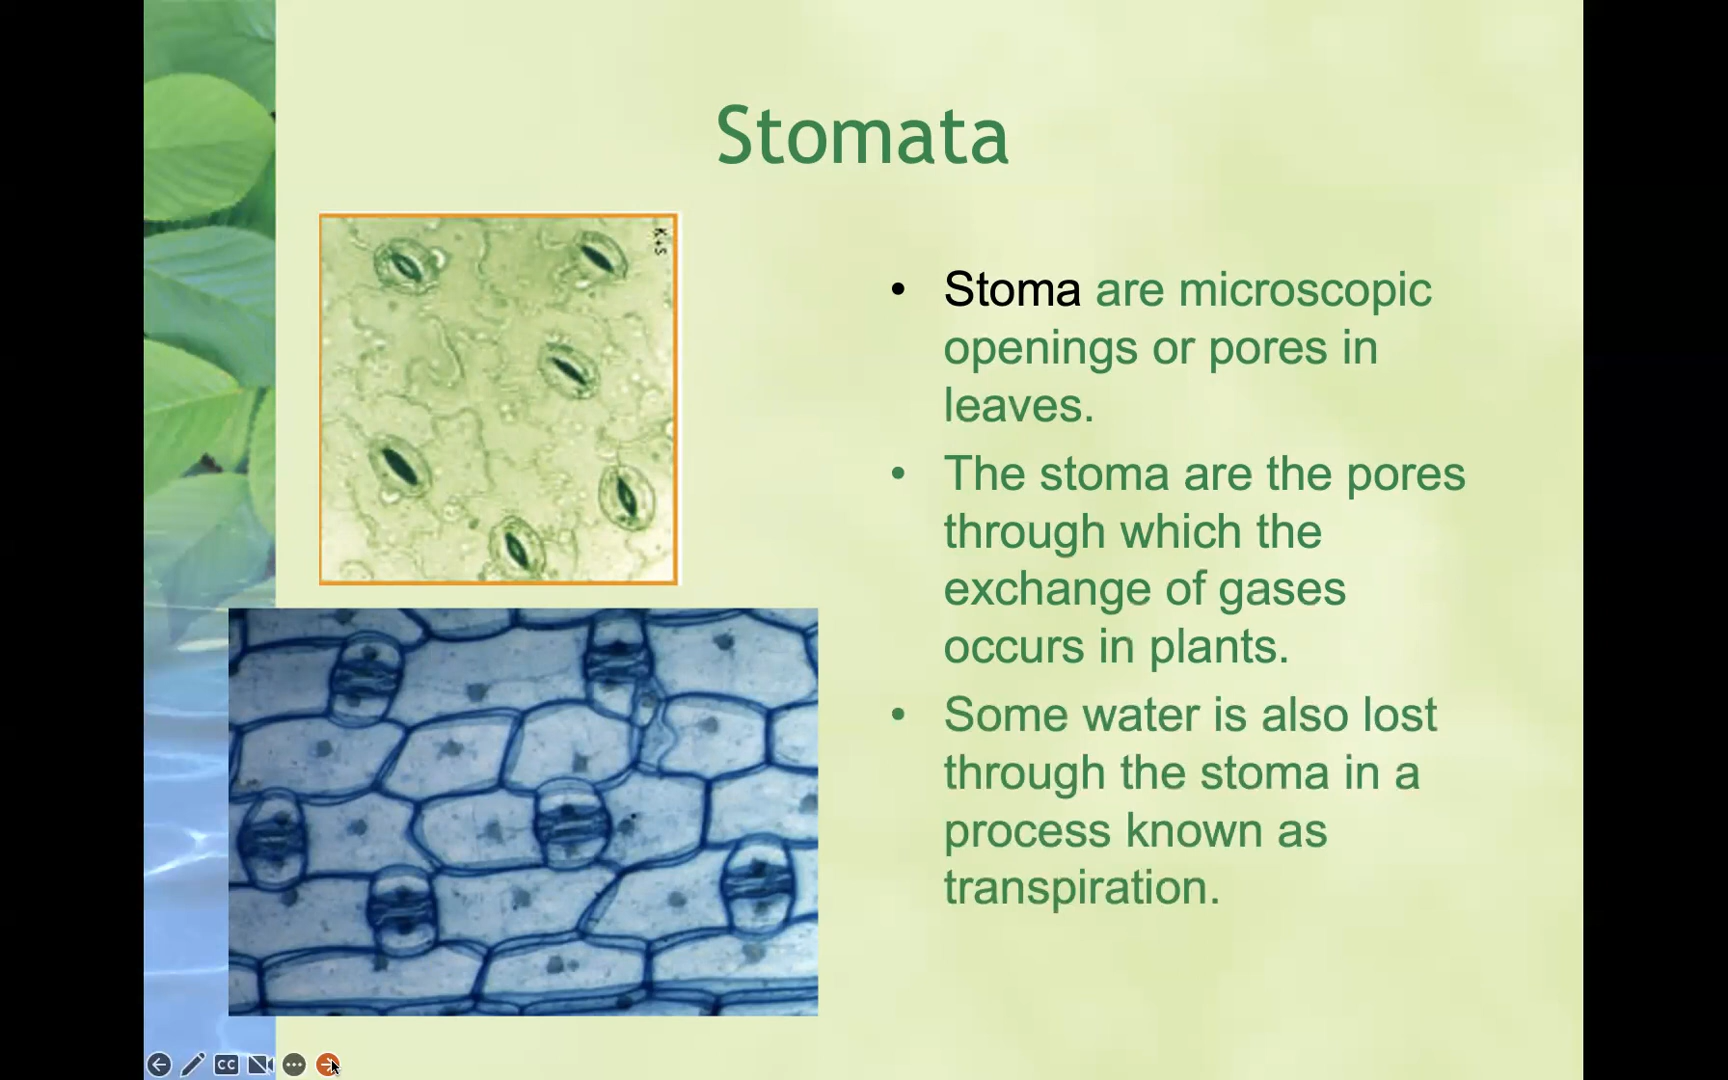 Stomata
K+S
• Stoma are microscopic
openings or pores in
leaves.
• The stoma are the pores
through which the
exchange of gases
occurs in plants.
• Some water is also lost
through the stoma in a
process known as
transpiration.
CC